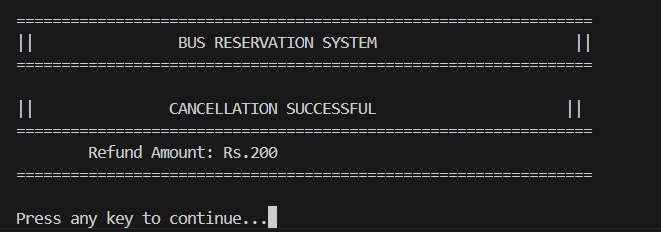 ================================================================
||                BUS RESERVATION SYSTEM                      ||
================================================================
||               CANCELLATION SUCCESSFUL                     ||
================================================================
        Refund Amount: Rs.200
================================================================
Press any key to continue...